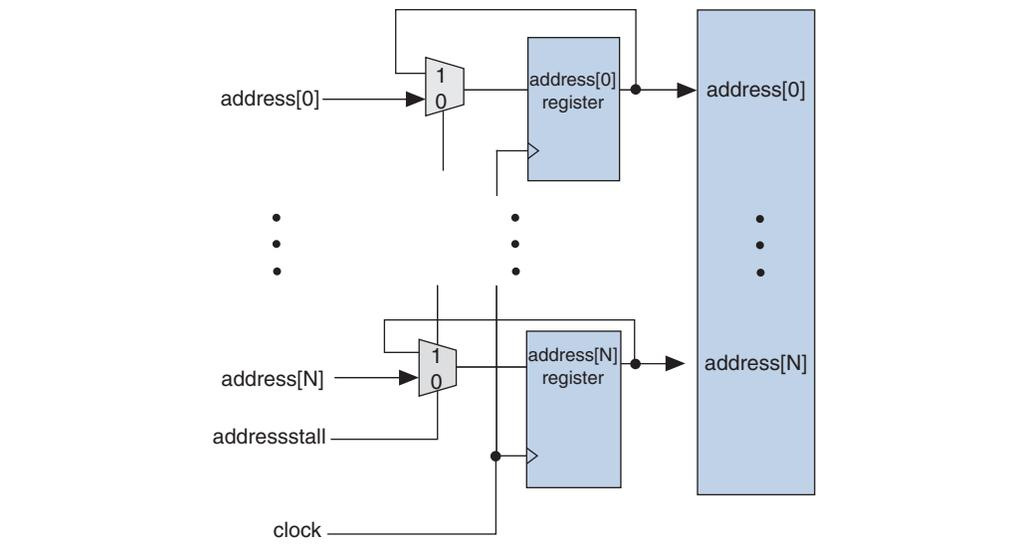 address[0]
1
0
address[0]
register
address[0]
address[N]
1
0
address[N]
register
address[N]
addressstall
clock